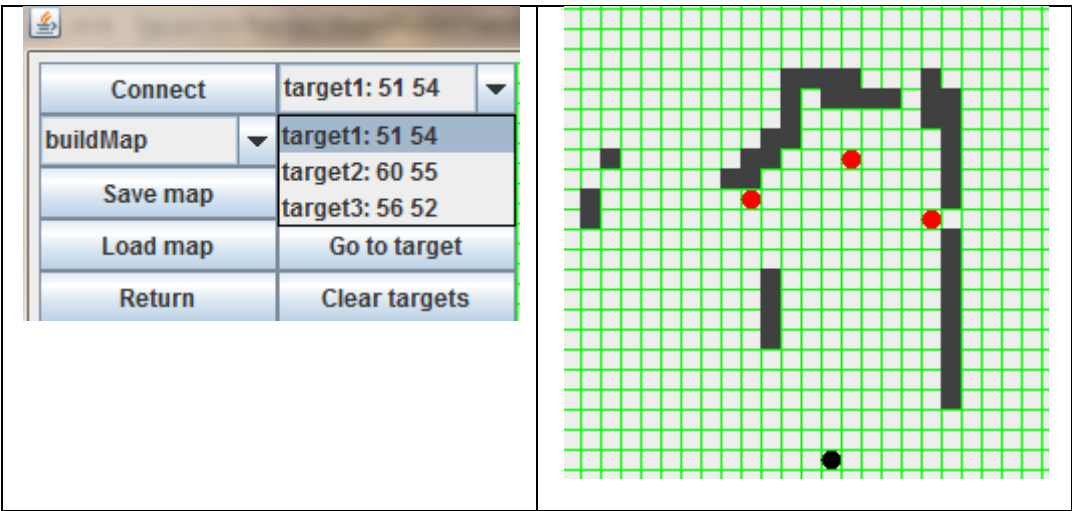 Connect
target1: 51 54
buildMap
target1: 51 54
target2: 60 55
target3: 56 52
Save map
Load map
Go to target
Return
Clear targets